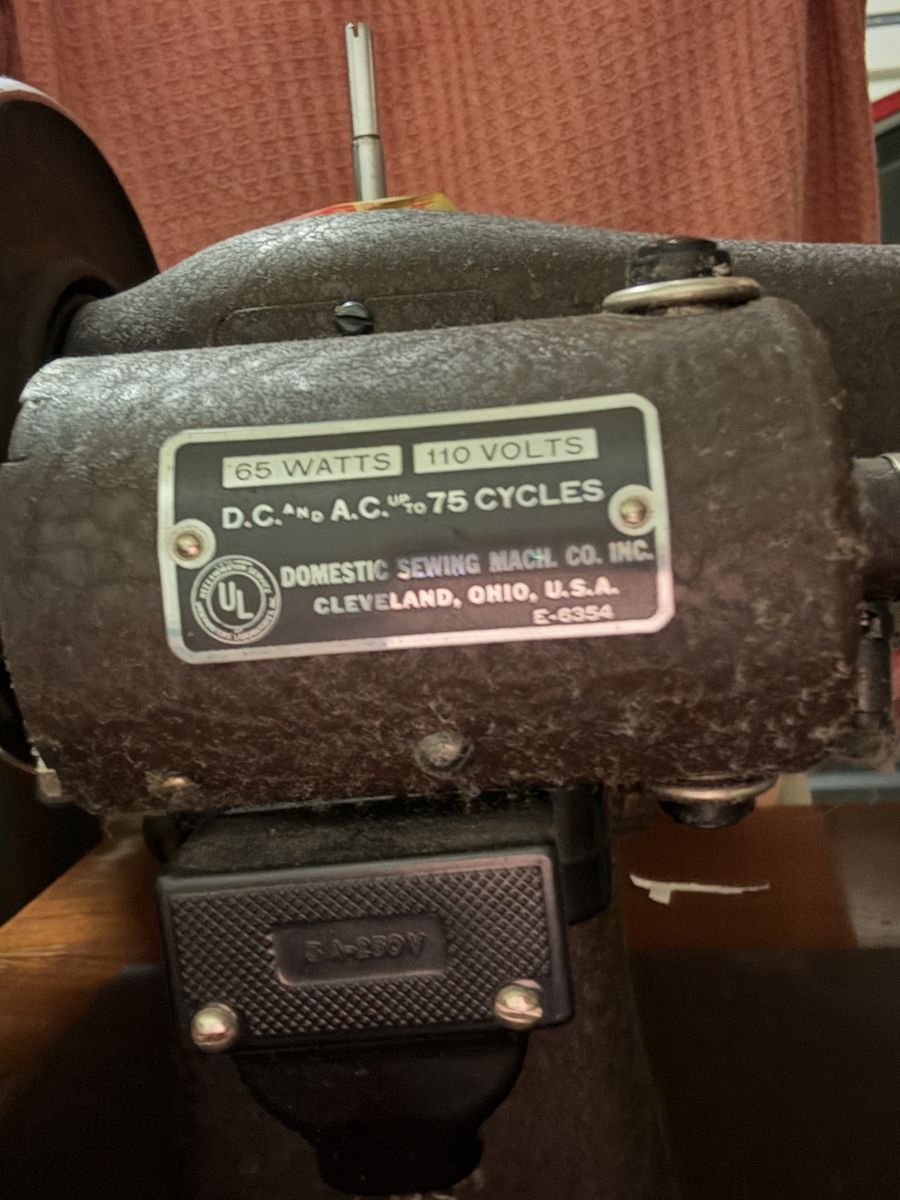 65 WATTS 110 VOLTS
D.C. AND A.C. UP TO 75 CYCLES
UL
DOMESTIC SEWING MACH. CO. INC.
CLEVELAND, OHIO, U.S.A.
E-6354
5 A-250V